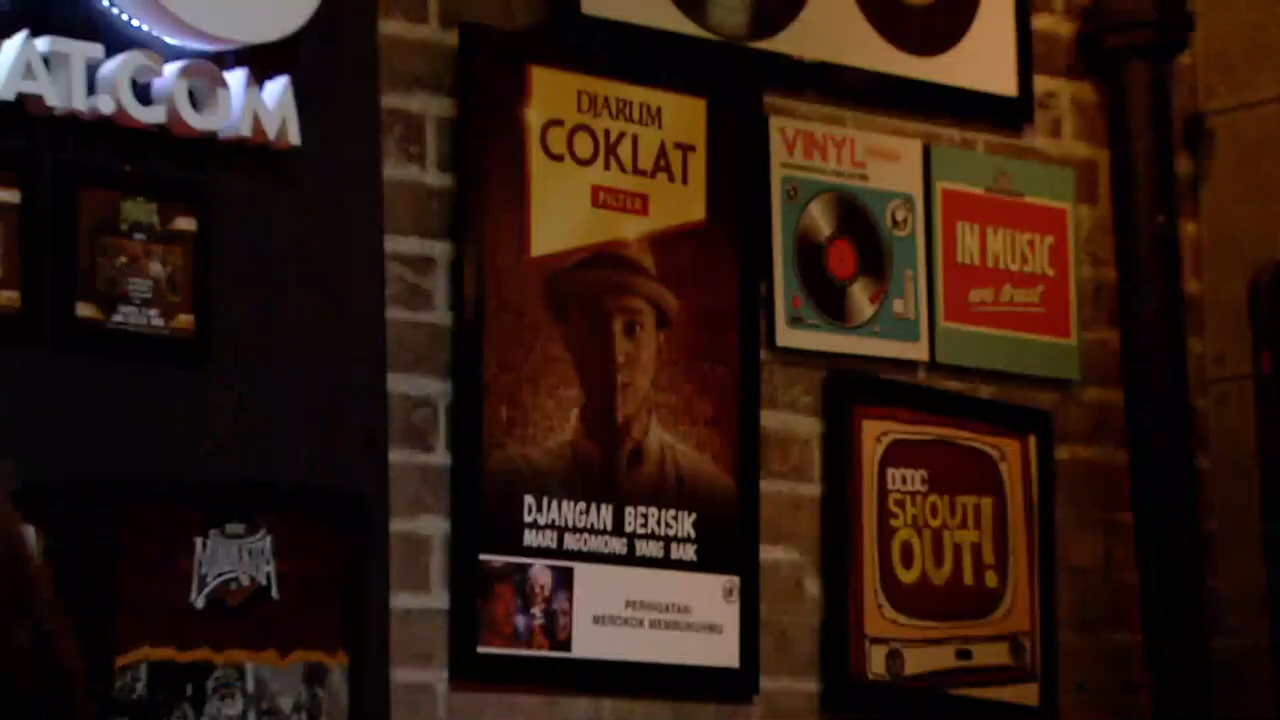 AT.COM
DJARUM
COKLAT
FILTER
DJANGAN BERISIK
MARI NGOMONG YANG BAIK
PERINGATAN
MEROKOK MEMBUNUHMU
VINYL
IN MUSIC
we trust
DCDC
SHOUT
OUT!